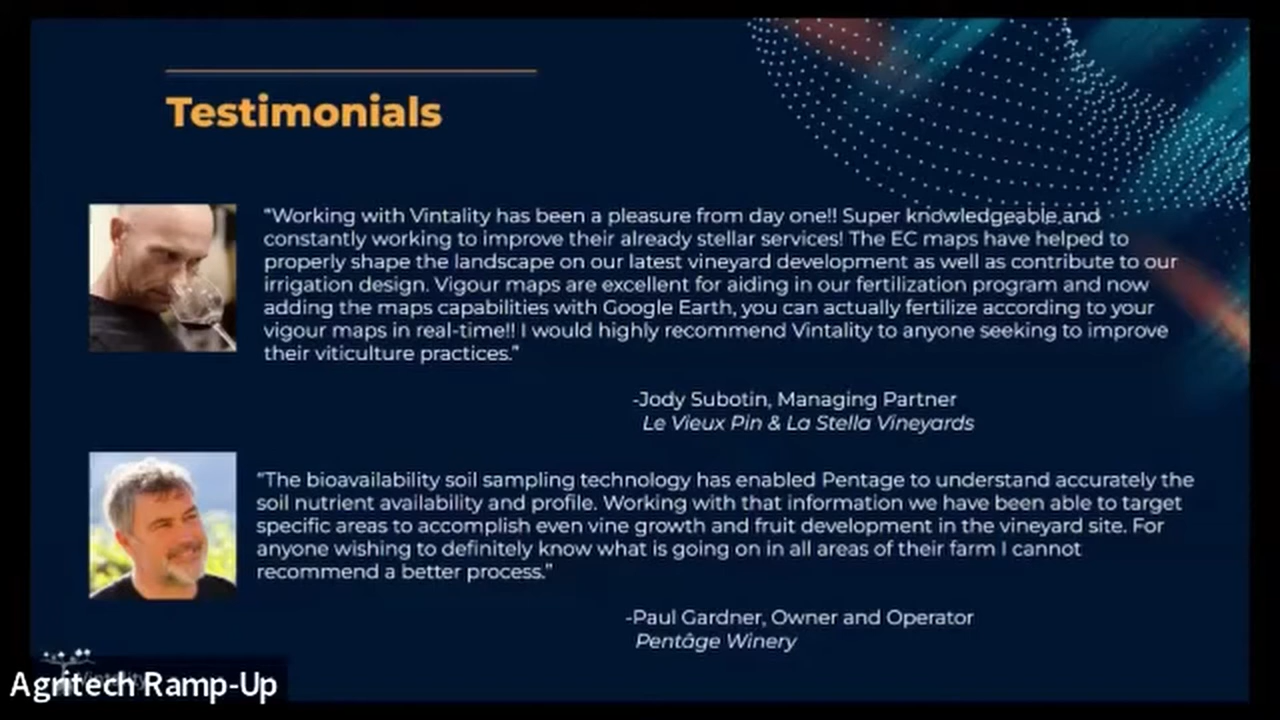 Testimonials
"Working with Vintality has been a pleasure from day one!! Super knowledgeable and
constantly working to improve their already stellar services! The EC maps have helped to
properly shape the landscape on our latest vineyard development as well as contribute to our
irrigation design. Vigour maps are excellent for aiding in our fertilization program and now
adding the maps capabilities with Google Earth, you can actually fertilize according to your
vigour maps in real-time!! I would highly recommend Vintality to anyone seeking to improve
their viticulture practices."
-Jody Subotin, Managing Partner
Le Vieux Pin & La Stella Vineyards
"The bioavailability soil sampling technology has enabled Pentage to understand accurately the
soil nutrient availability and profile. Working with that information we have been able to target
specific areas to accomplish even vine growth and fruit development in the vineyard site. For
anyone wishing to definitely know what is going on in all areas of their farm I cannot
recommend a better process."
-Paul Gardner, Owner and Operator
Pentâge Winery
Agritech Ramp-Up